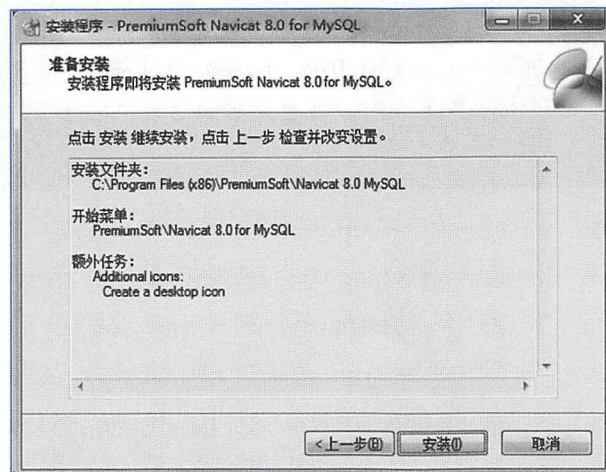 安装程序 - PremiumSoft Navicat 8.0 for MySQL
准备安装
安装程序即将安装 PremiumSoft Navicat 8.0 for MySQL。
点击 安装 继续安装，点击 上一步 检查并改变设置。
安装文件夹：
C:\Program Files (x86)\PremiumSoft\Navicat 8.0 MySQL
开始菜单：
PremiumSoft\Navicat 8.0 for MySQL
额外任务：
Additional icons:
Create a desktop icon
<上一步(B) 安装(I) 取消